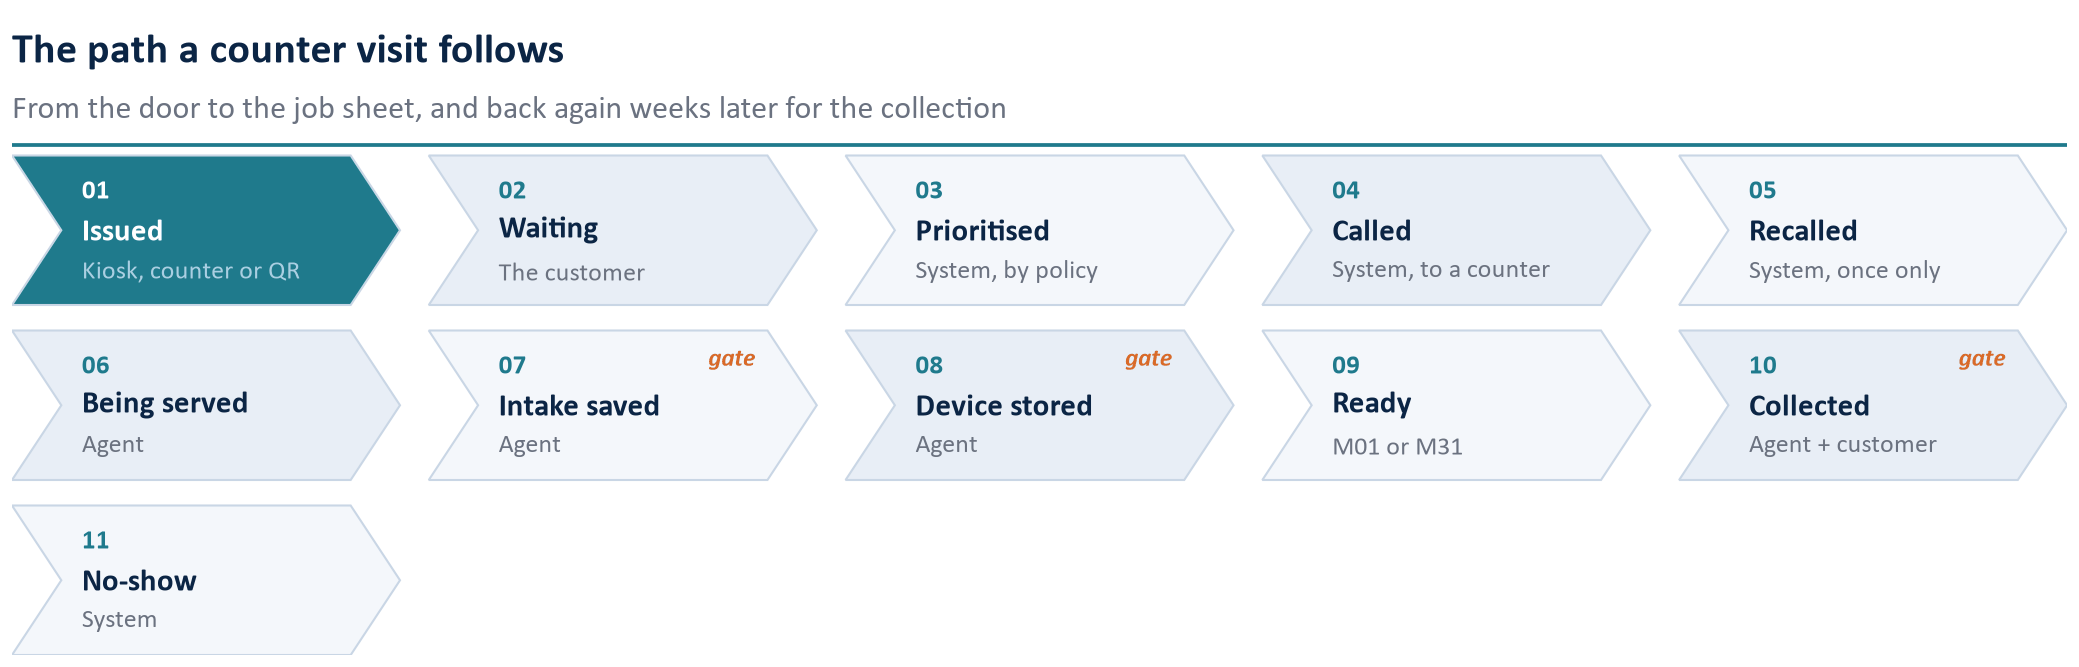 The path a counter visit follows
From the door to the job sheet, and back again weeks later for the collection
01
Issued
Kiosk, counter or QR
02
Waiting
The customer
03
Prioritised
System, by policy
04
Called
System, to a counter
05
Recalled
System, once only
06
Being served
Agent
07
gate
Intake saved
Agent
08
gate
Device stored
Agent
09
Ready
M01 or M31
10
gate
Collected
Agent + customer
11
No-show
System